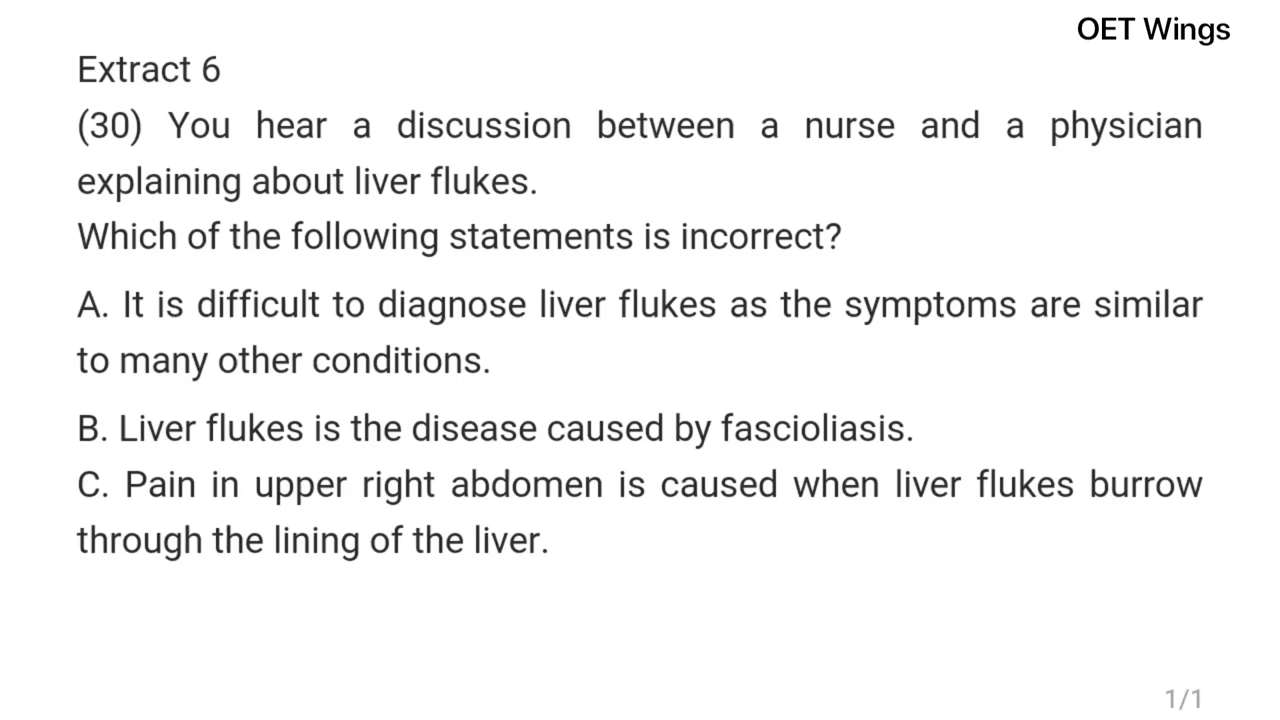 OET Wings
Extract 6
(30) You hear a discussion between a nurse and a physician
explaining about liver flukes.
Which of the following statements is incorrect?
A. It is difficult to diagnose liver flukes as the symptoms are similar
to many other conditions.
B. Liver flukes is the disease caused by fascioliasis.
C. Pain in upper right abdomen is caused when liver flukes burrow
through the lining of the liver.
1/1